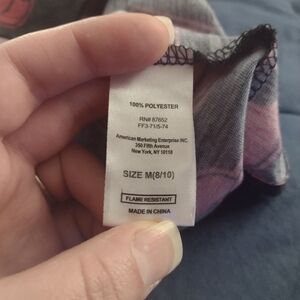 100% POLYESTER
RN# 87652
FF3-71/5-74
American Marketing Enterprise INC.
350 Fifth Avenue
New York, NY 10118
SIZE M(8/10)
FLAME RESISTANT
MADE IN CHINA